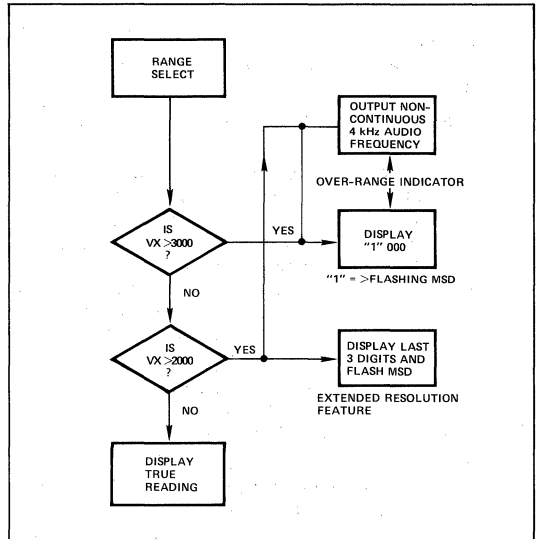 RANGE
SELECT
OUTPUT NON-
CONTINUOUS
4 kHz AUDIO
FREQUENCY
OVER-RANGE INDICATOR
IS
VX >3000
?
YES
DISPLAY
"1" 000
"1" = >FLASHING MSD
NO
IS
VX >2000
?
YES
DISPLAY LAST
3 DIGITS AND
FLASH MSD
EXTENDED RESOLUTION
FEATURE
NO
DISPLAY
TRUE
READING